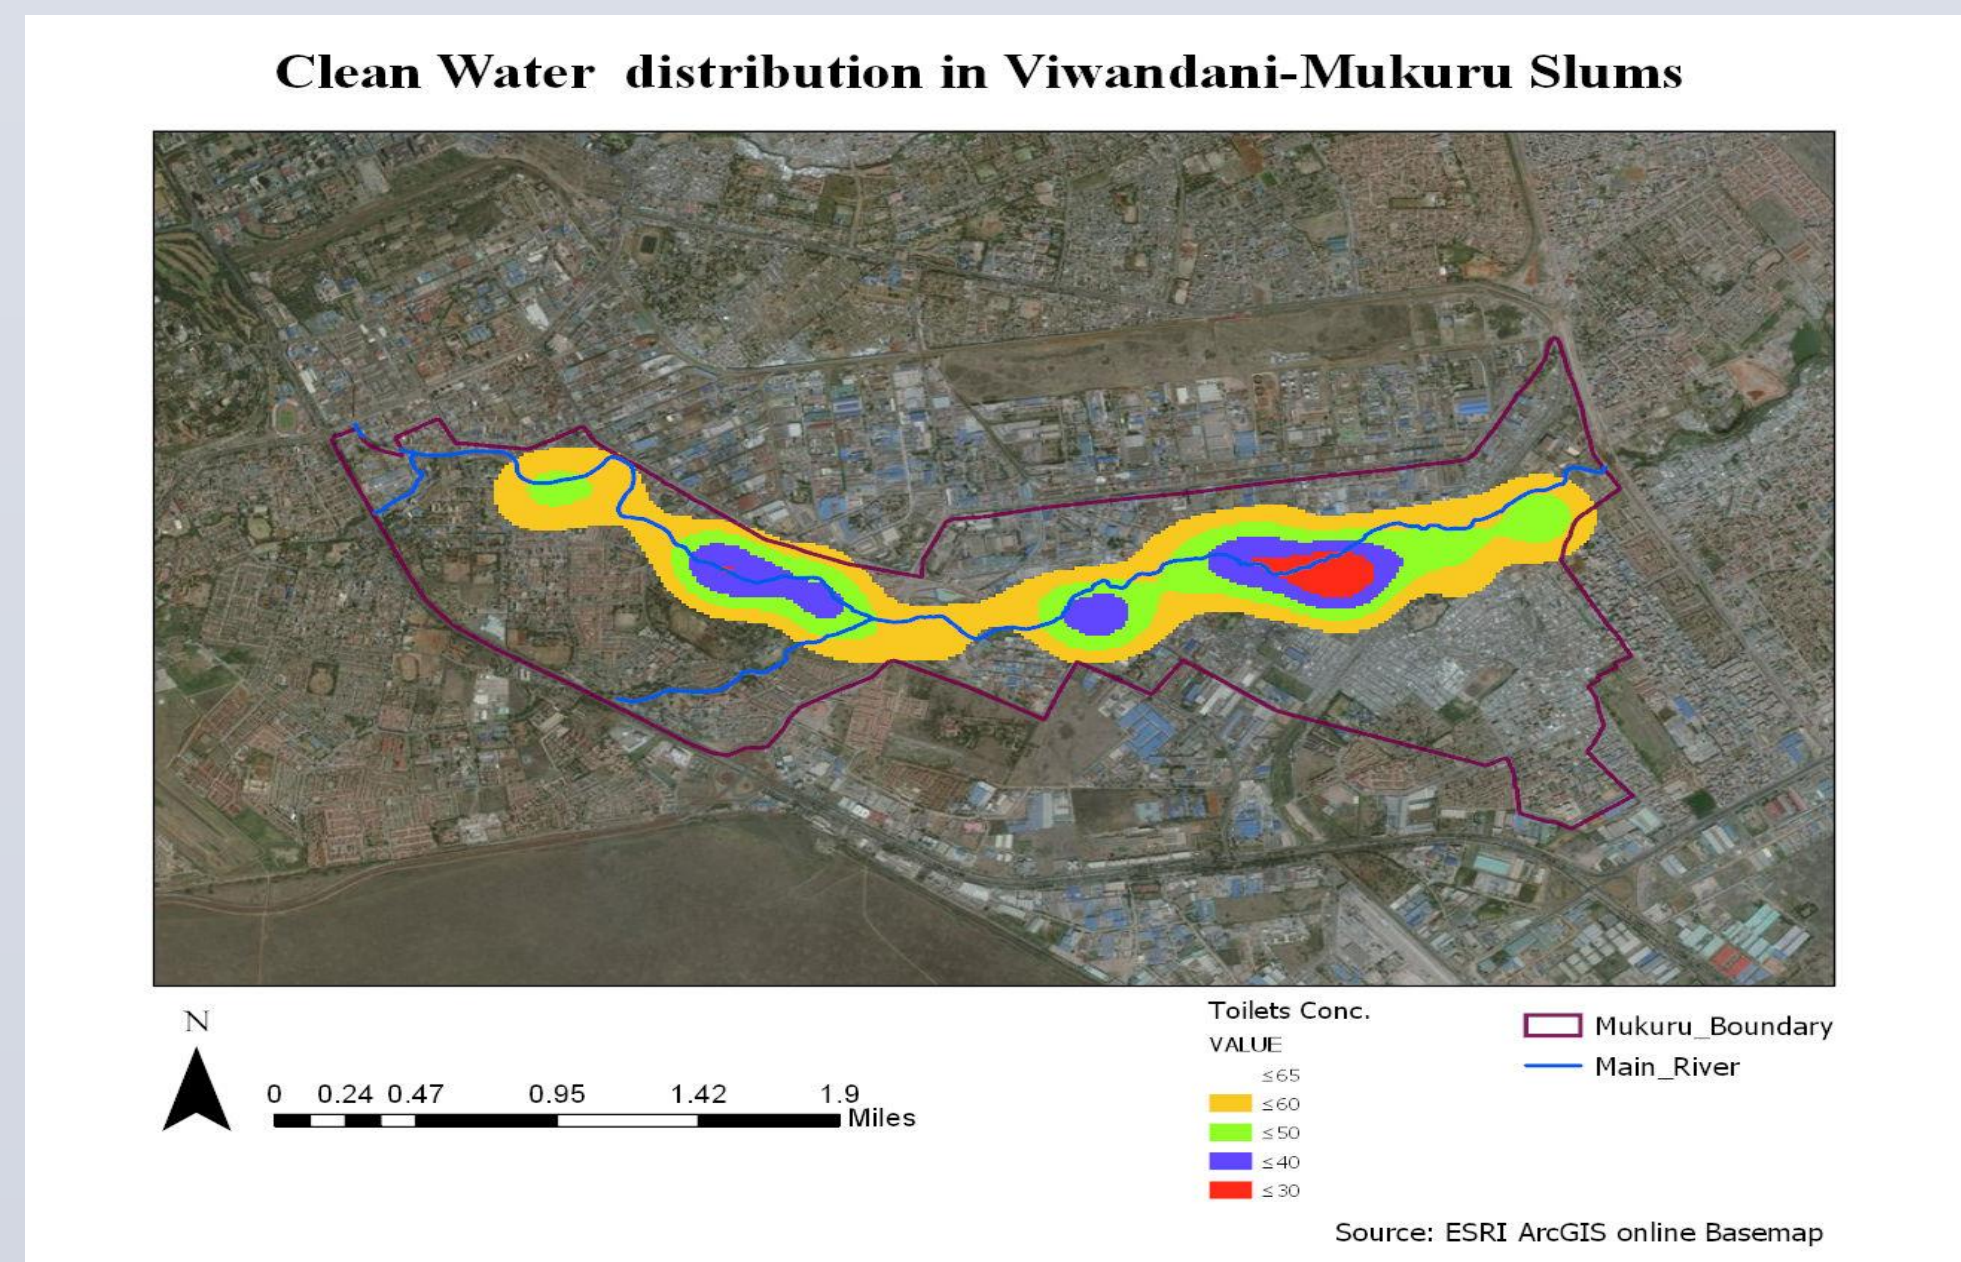 Clean Water distribution in Viwandani-Mukuru Slums
N
0 0.24 0.47 0.95 1.42 1.9
Miles
Toilets Conc.
VALUE
≤65
≤60
≤50
≤40
≤30
Mukuru_Boundary
Main_River
Source: ESRI ArcGIS online Basemap